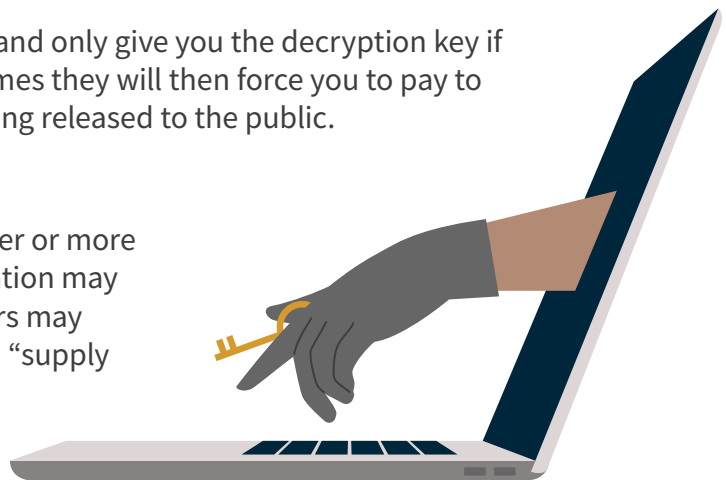 and only give you the decryption key if
mes they will then force you to pay to
ng released to the public.
er or more
tion may
rs may
“supply